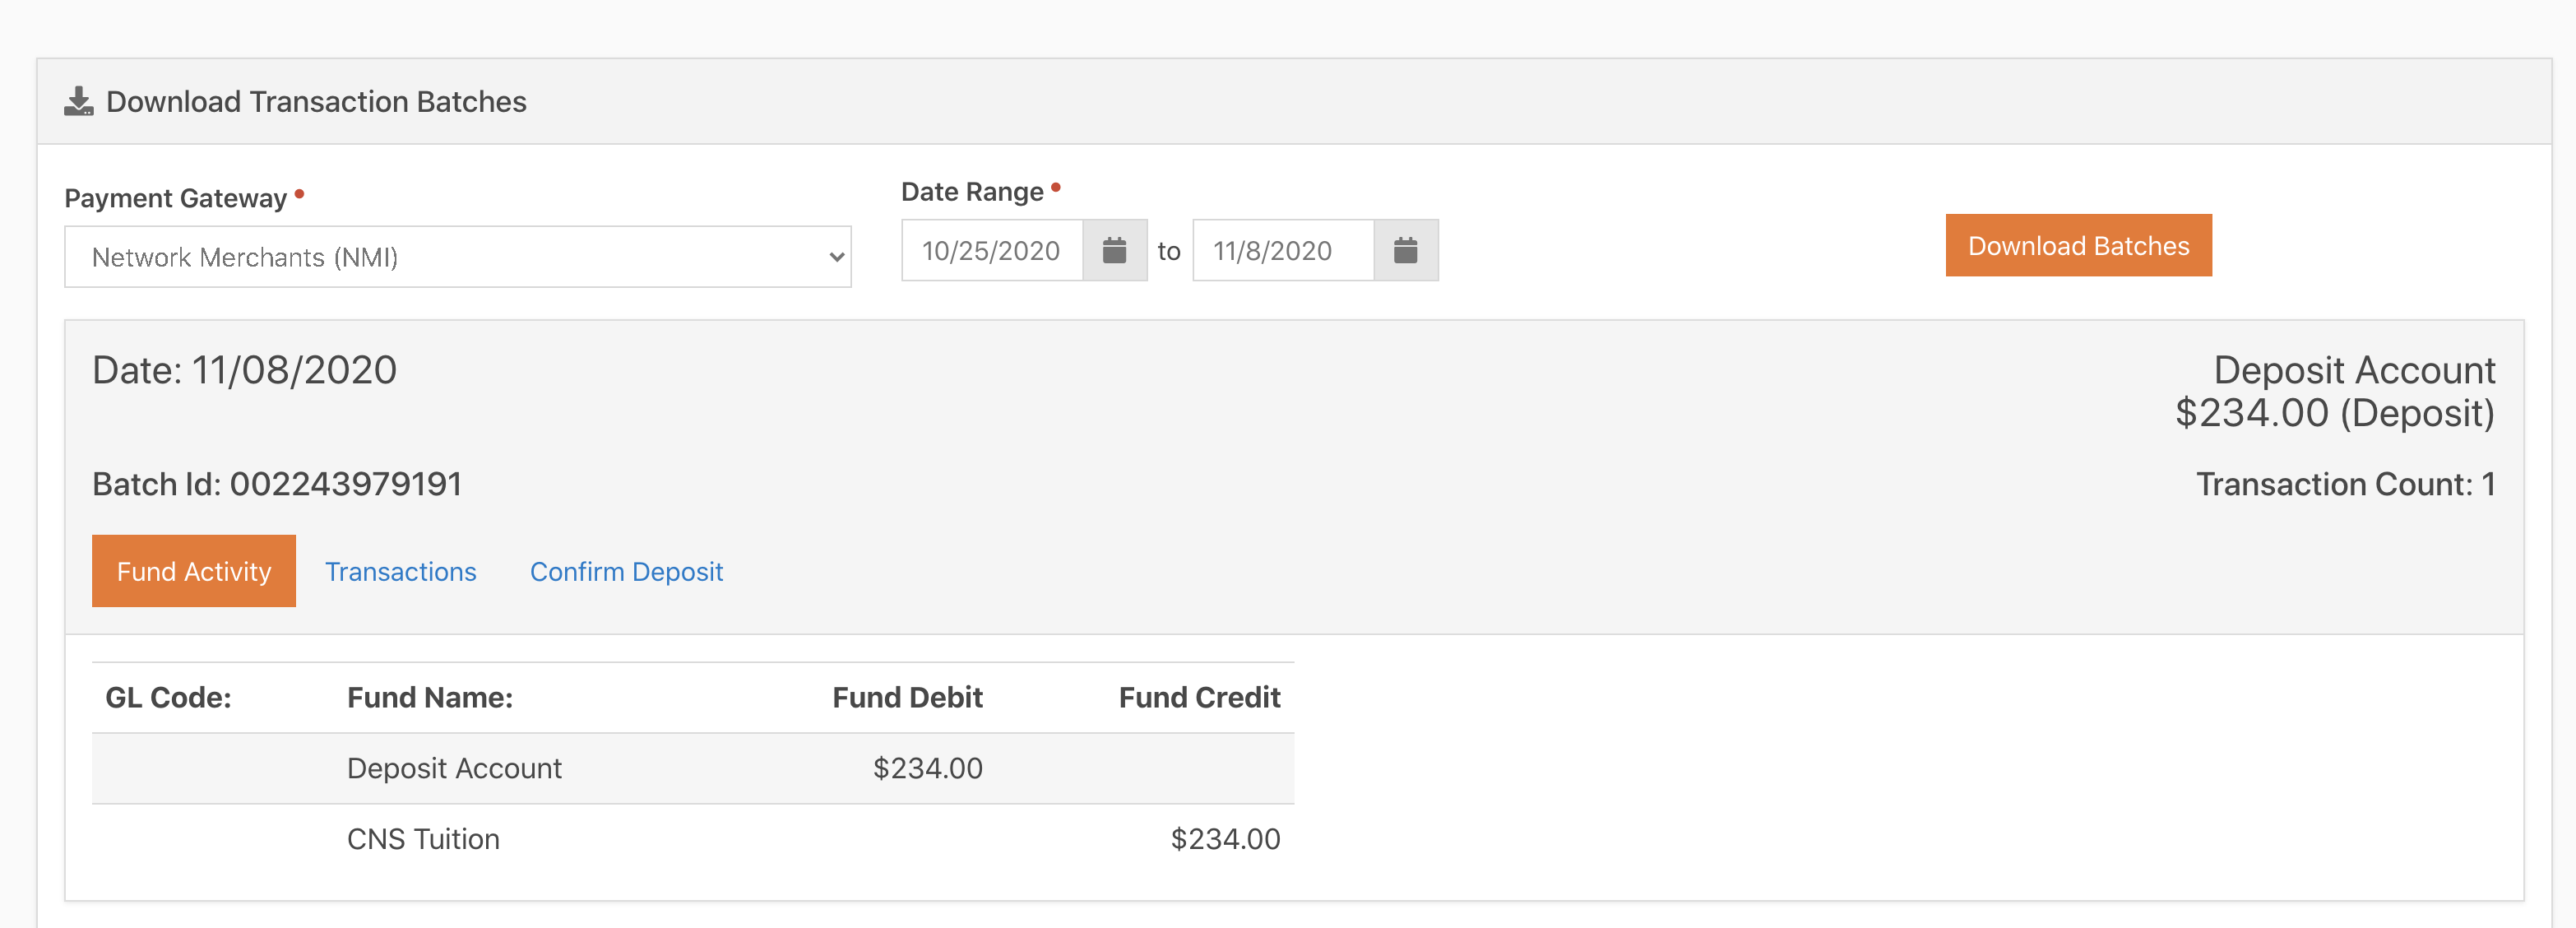 Download Transaction Batches
Payment Gateway
Date Range
Network Merchants (NMI)
10/25/2020 to 11/8/2020
Download Batches
Date: 11/08/2020
Deposit Account
$234.00 (Deposit)
Batch Id: 002243979191
Transaction Count: 1
Fund Activity Transactions Confirm Deposit
GL Code: Fund Name: Fund Debit Fund Credit
Deposit Account $234.00
CNS Tuition $234.00